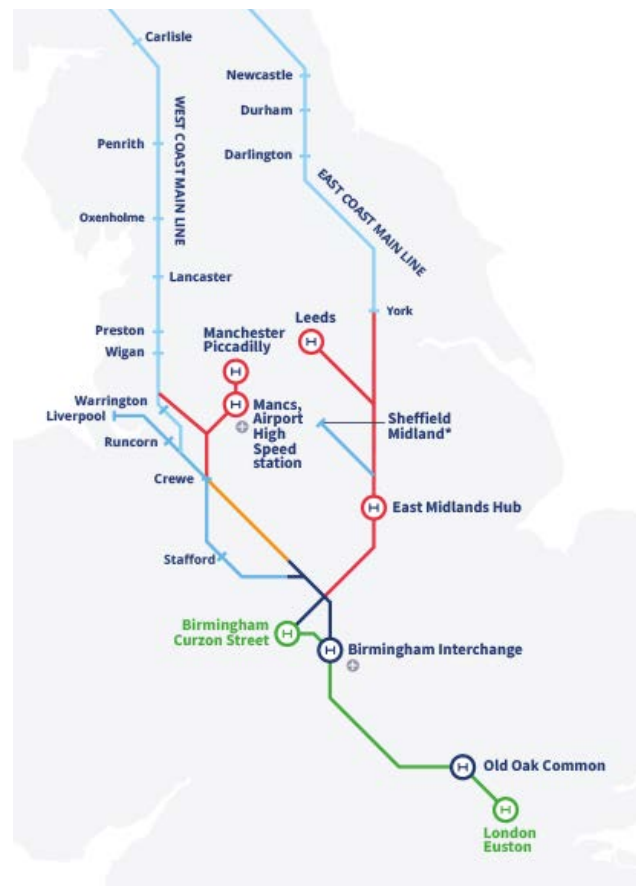 Carlisle
Newcastle
Durham
Penrith
Darlington
WEST COAST MAIN LINE
EAST COAST MAIN LINE
Oxenholme
Lancaster
York
Leeds
Preston
Manchester
Piccadilly
Wigan
Warrington
Liverpool
Mancs,
Airport
High
Speed
station
Sheffield
Midland*
Runcorn
Crewe
East Midlands Hub
Stafford
Birmingham
Curzon Street
Birmingham Interchange
Old Oak Common
London
Euston